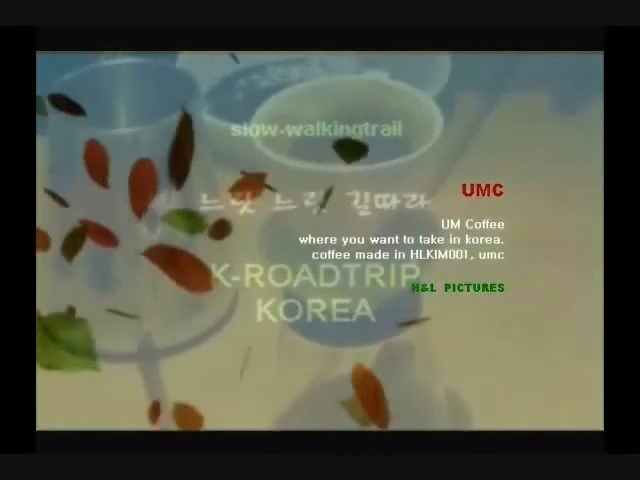 slow-walkingtrail
느릿 느릿 길따라
K-ROADTRIP
KOREA
UMC
UM Coffee
where you want to take in korea.
coffee made in HLKIM001, umc
H&L PICTURES